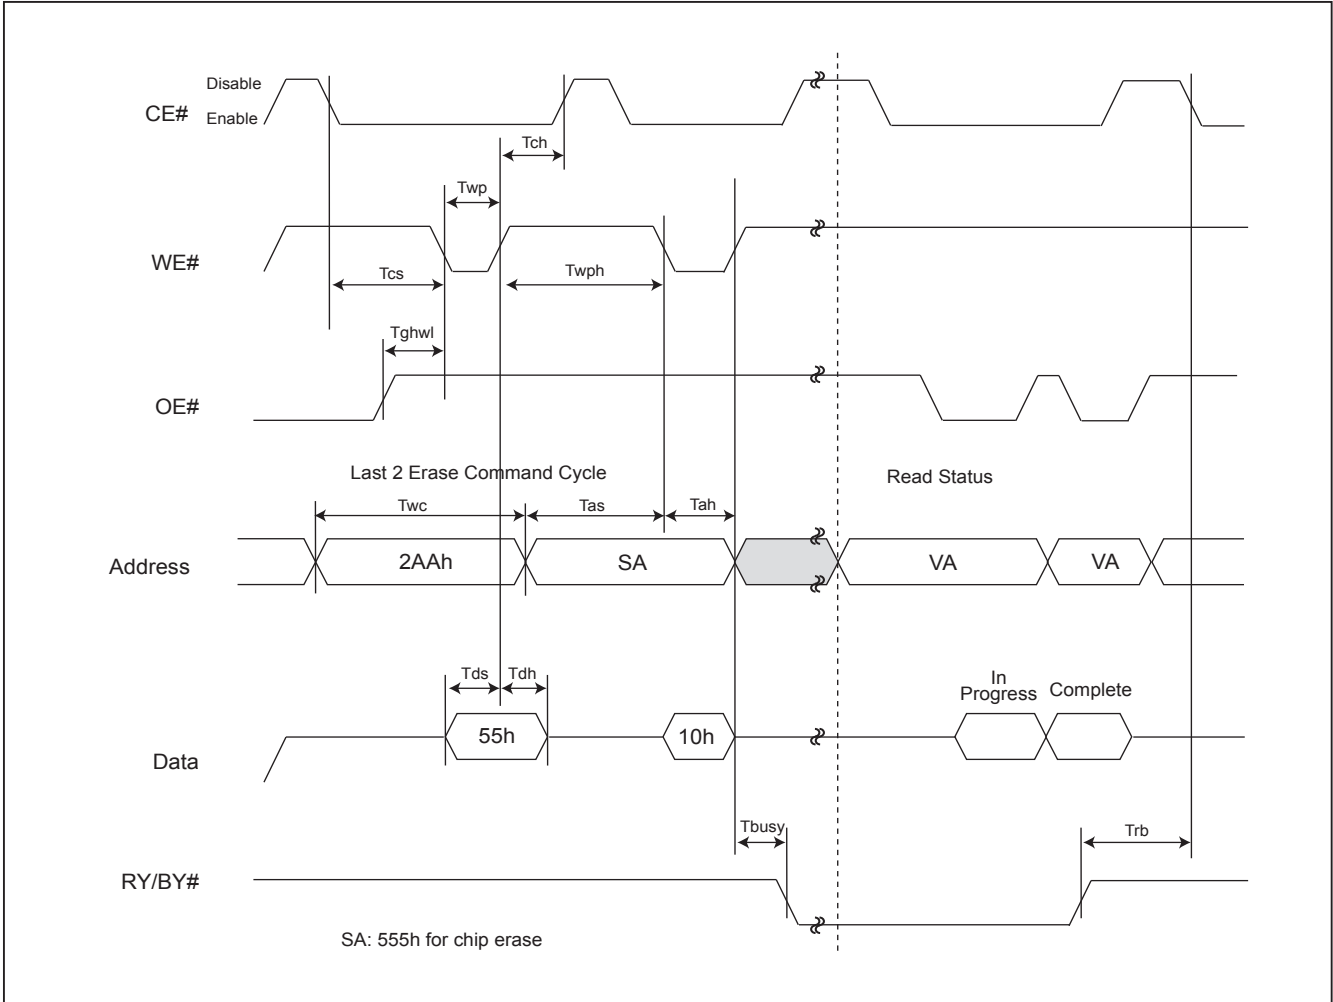 Disable
CE#
Enable
Tch
Twp
WE#
Tcs
Twph
Tghwl
OE#
Last 2 Erase Command Cycle
Read Status
Twc
Tas
Tah
Address
2AAh
SA
VA
VA
Tds
Tdh
In
Progress
Complete
Data
55h
10h
Tbusy
Trb
RY/BY#
SA: 555h for chip erase